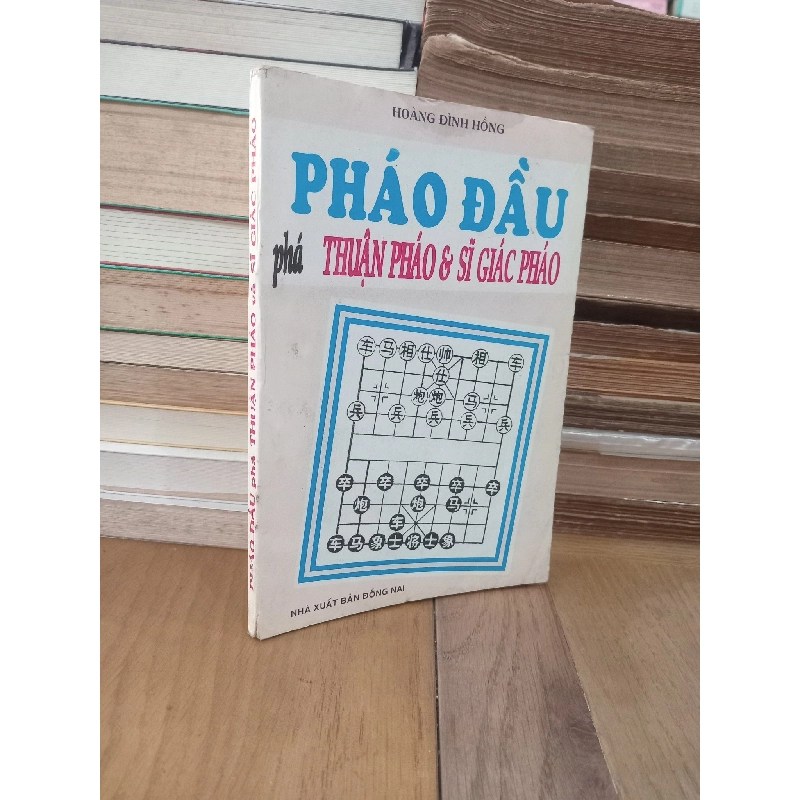 HOÀNG ĐÌNH HỒNG
PHÁO ĐẦU
phá THUẬN PHÁO & SĨ GIÁC PHÁO
车 马 相 仕 帅 相 车
仕
炮 炮 马
兵 兵 兵 兵 兵
卒 卒 卒 卒 卒
炮 炮 马
车
车 马 象 士 将 士 象
NHÀ XUẤT BẢN ĐỒNG NAI
PHÁO ĐẦU phá THUẬN PHÁO và SĨ GIÁC PHÁO